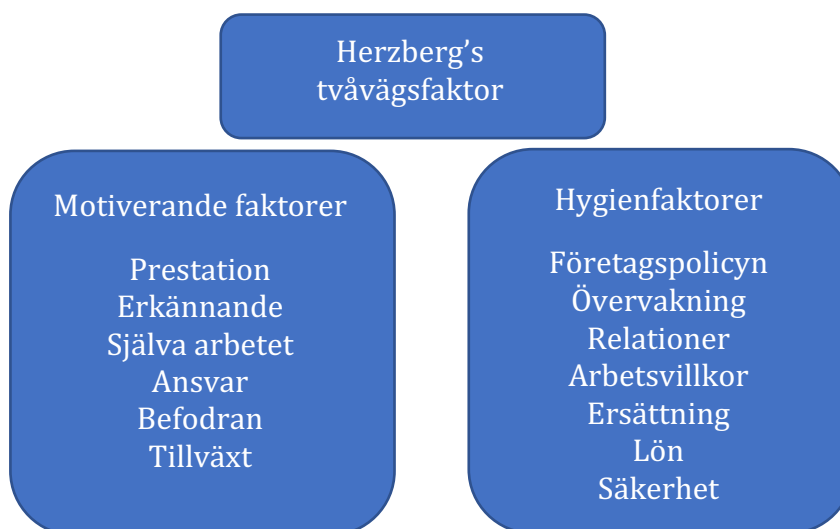 Herzberg’s
tvåvägsfaktor
Motiverande faktorer
Prestation
Erkännande
Själva arbetet
Ansvar
Befodran
Tillväxt
Hygienfaktorer
Företagspolicyn
Övervakning
Relationer
Arbetsvillkor
Ersättning
Lön
Säkerhet